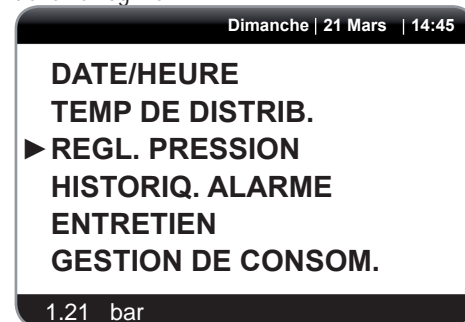 Dimanche | 21 Mars | 14:45
DATE/HEURE
TEMP DE DISTRIB.
►REGL. PRESSION
HISTORIQ. ALARME
ENTRETIEN
GESTION DE CONSOM.
1.21 bar